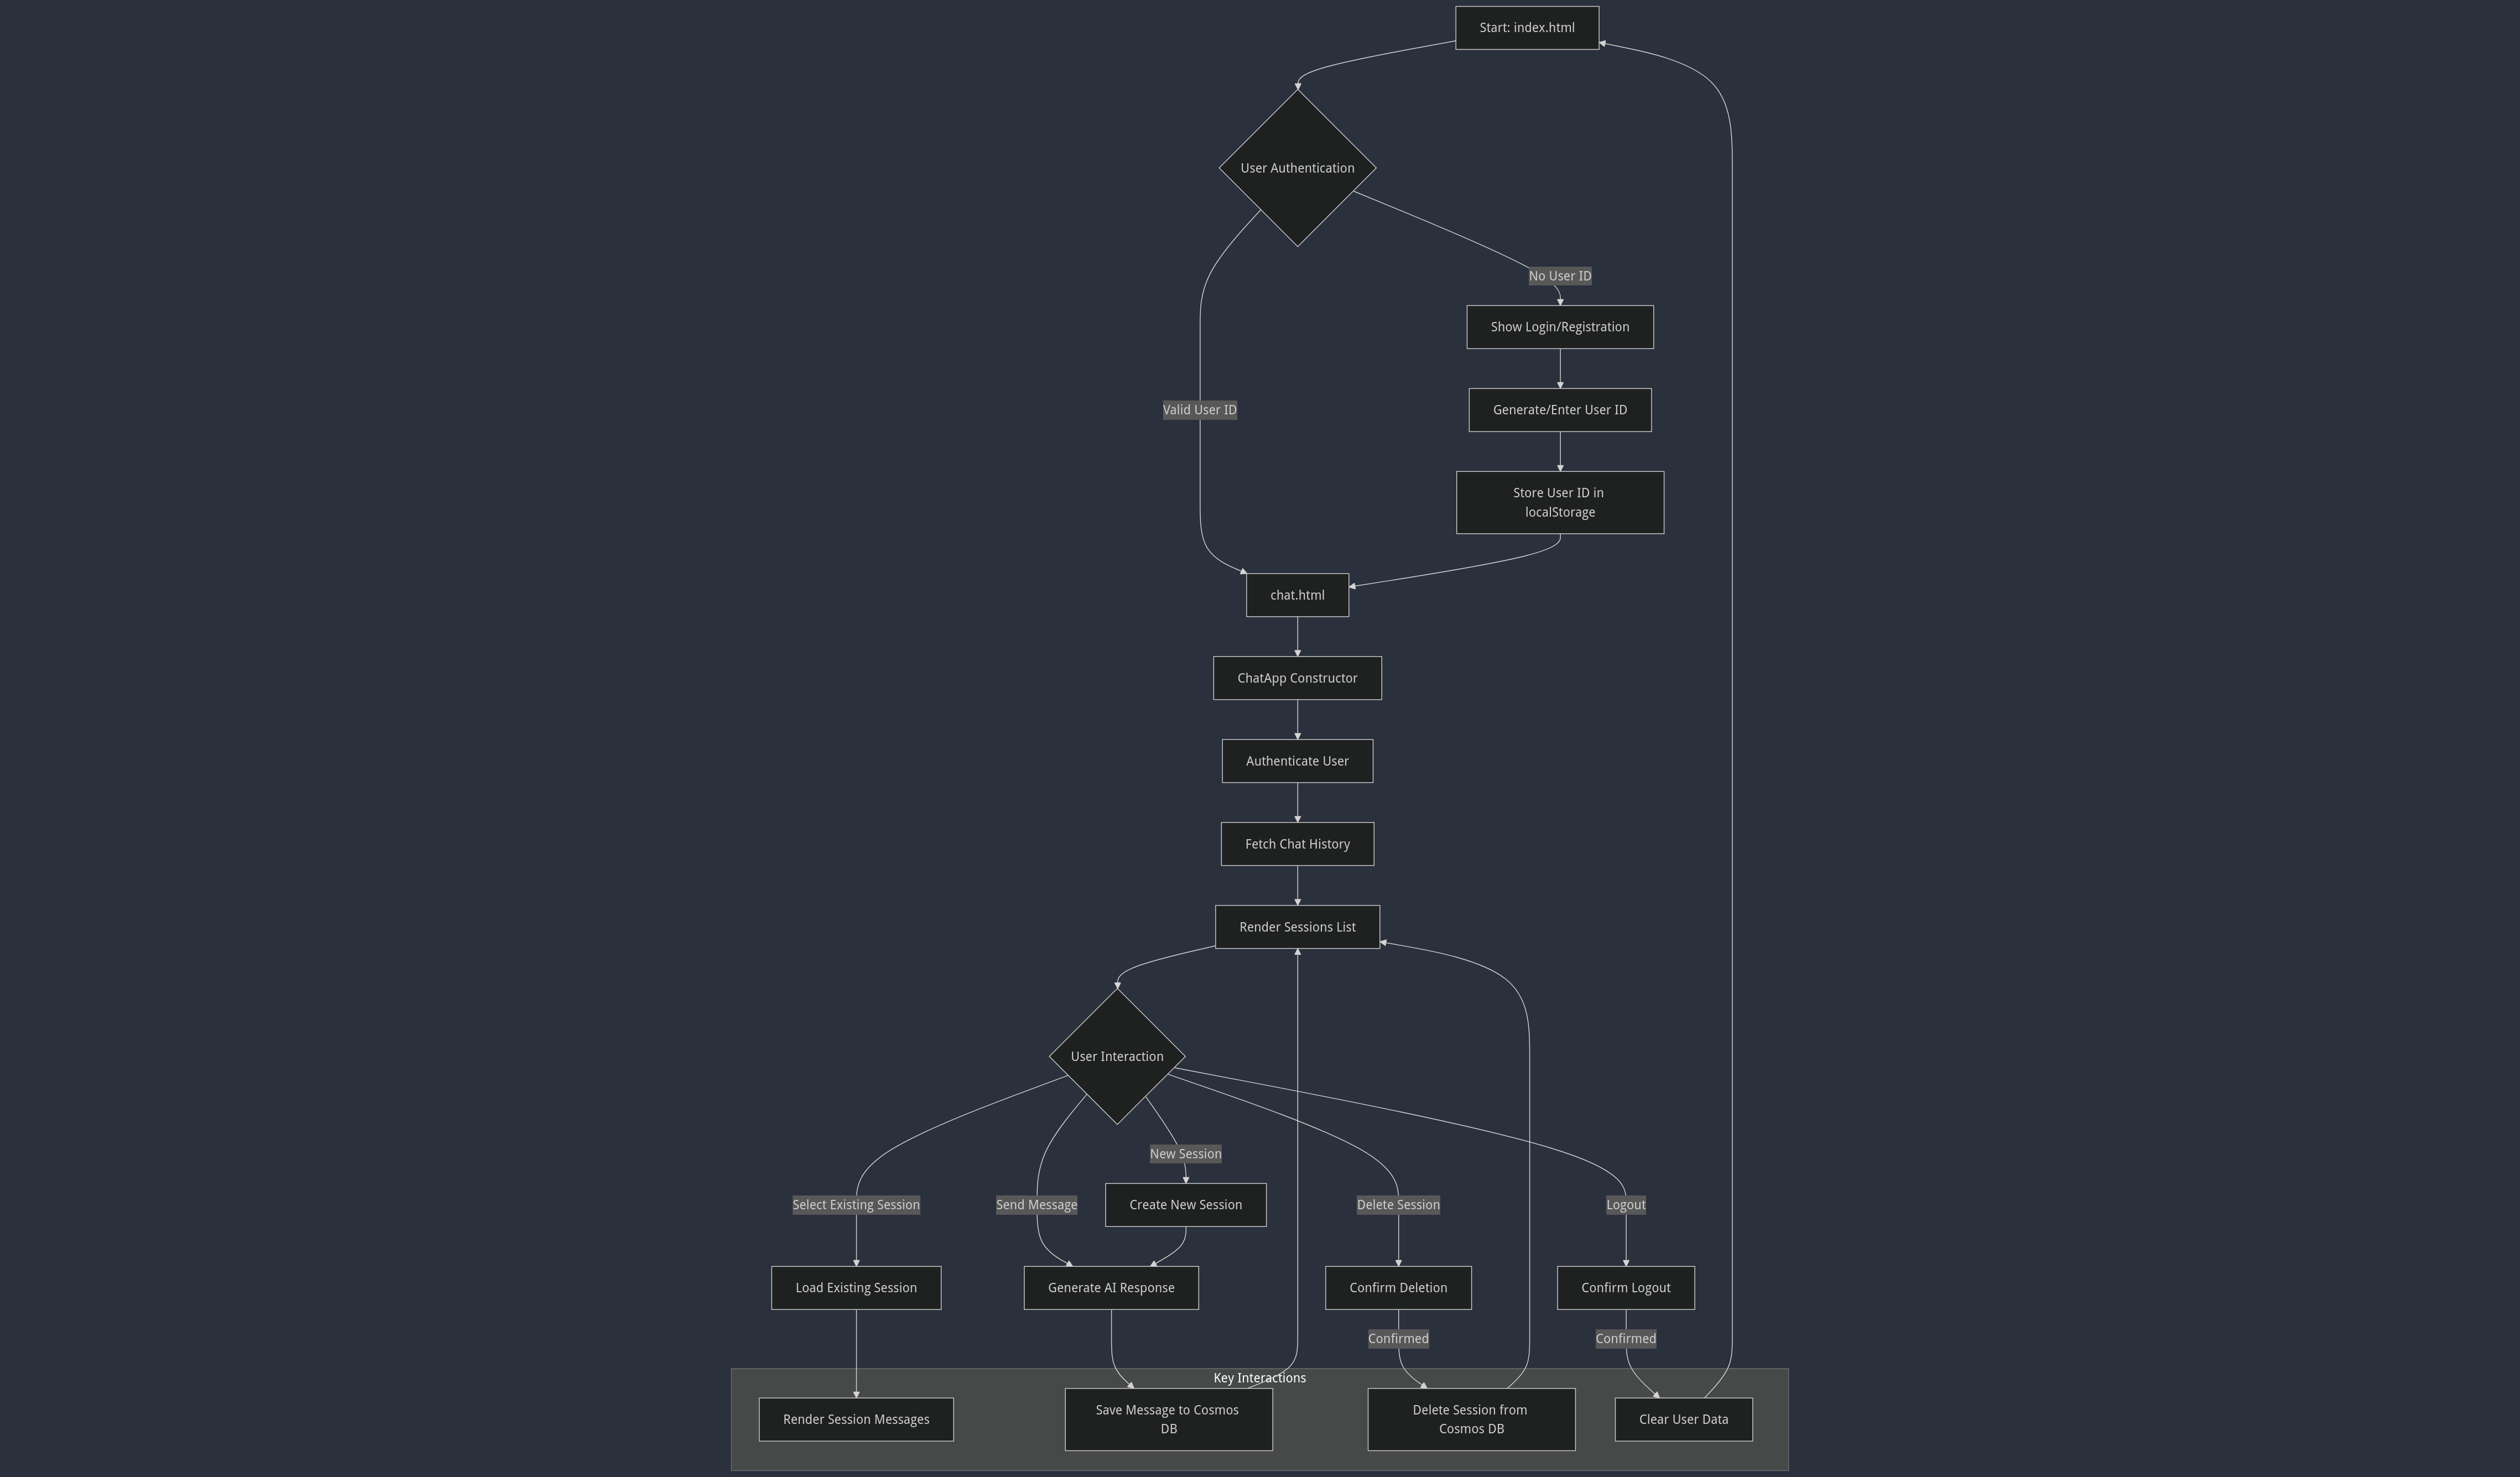 Start: index.html
User Authentication
No User ID
Show Login/Registration
Valid User ID
Generate/Enter User ID
Store User ID in
localStorage
chat.html
ChatApp Constructor
Authenticate User
Fetch Chat History
Render Sessions List
User Interaction
New Session
Select Existing Session
Send Message
Create New Session
Delete Session
Logout
Load Existing Session
Generate AI Response
Confirm Deletion
Confirm Logout
Confirmed
Confirmed
Key Interactions
Render Session Messages
Save Message to Cosmos
DB
Delete Session from
Cosmos DB
Clear User Data